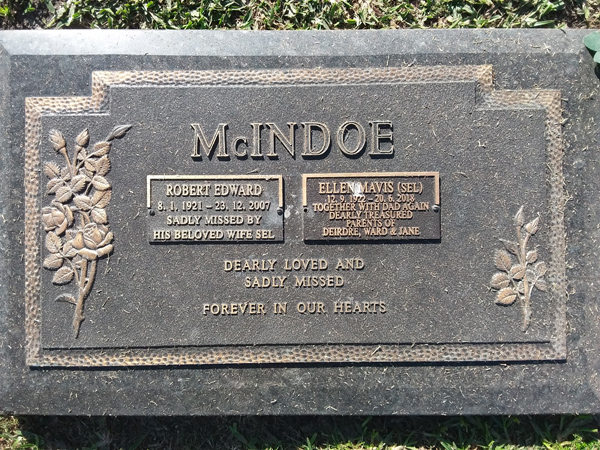 McINDOE
ROBERT EDWARD
8. 1. 1921 – 23. 12. 2007
SADLY MISSED BY
HIS BELOVED WIFE SEL
ELLEN MAVIS (SEL)
12. 9. 1922 – 20. 6. 2018
TOGETHER WITH DAD AGAIN
DEARLY TREASURED
PARENTS OF
DEIRDRE, WARD & JANE
DEARLY LOVED AND
SADLY MISSED
FOREVER IN OUR HEARTS